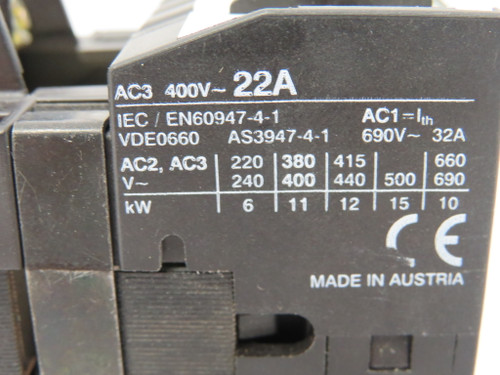 AC3 400V~ 22A
IEC / EN60947-4-1 AC1=Ith
VDE0660 AS3947-4-1 690V~ 32A
AC2, AC3 220 380 415 660
V~ 240 400 440 500 690
kW 6 11 12 15 10
CE
MADE IN AUSTRIA